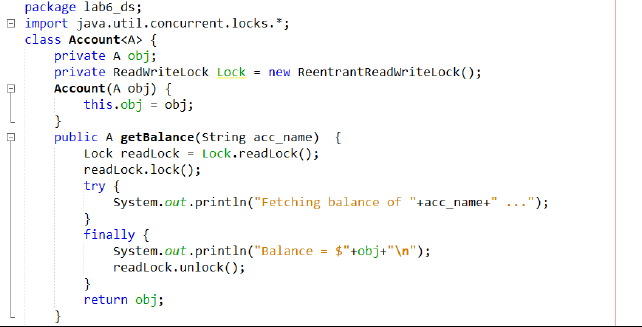 package lab6_ds;
import java.util.concurrent.locks.*;
class Account<A> {
    private A obj;
    private ReadWriteLock Lock = new ReentrantReadWriteLock();
    Account(A obj) {
        this.obj = obj;
    }
    public A getBalance(String acc_name)  {
        Lock readLock = Lock.readLock();
        readLock.lock();
        try {
            System.out.println("Fetching balance of "+acc_name+" ...");
        }
        finally {
            System.out.println("Balance = $"+obj+"\n");
            readLock.unlock();
        }
        return obj;
    }